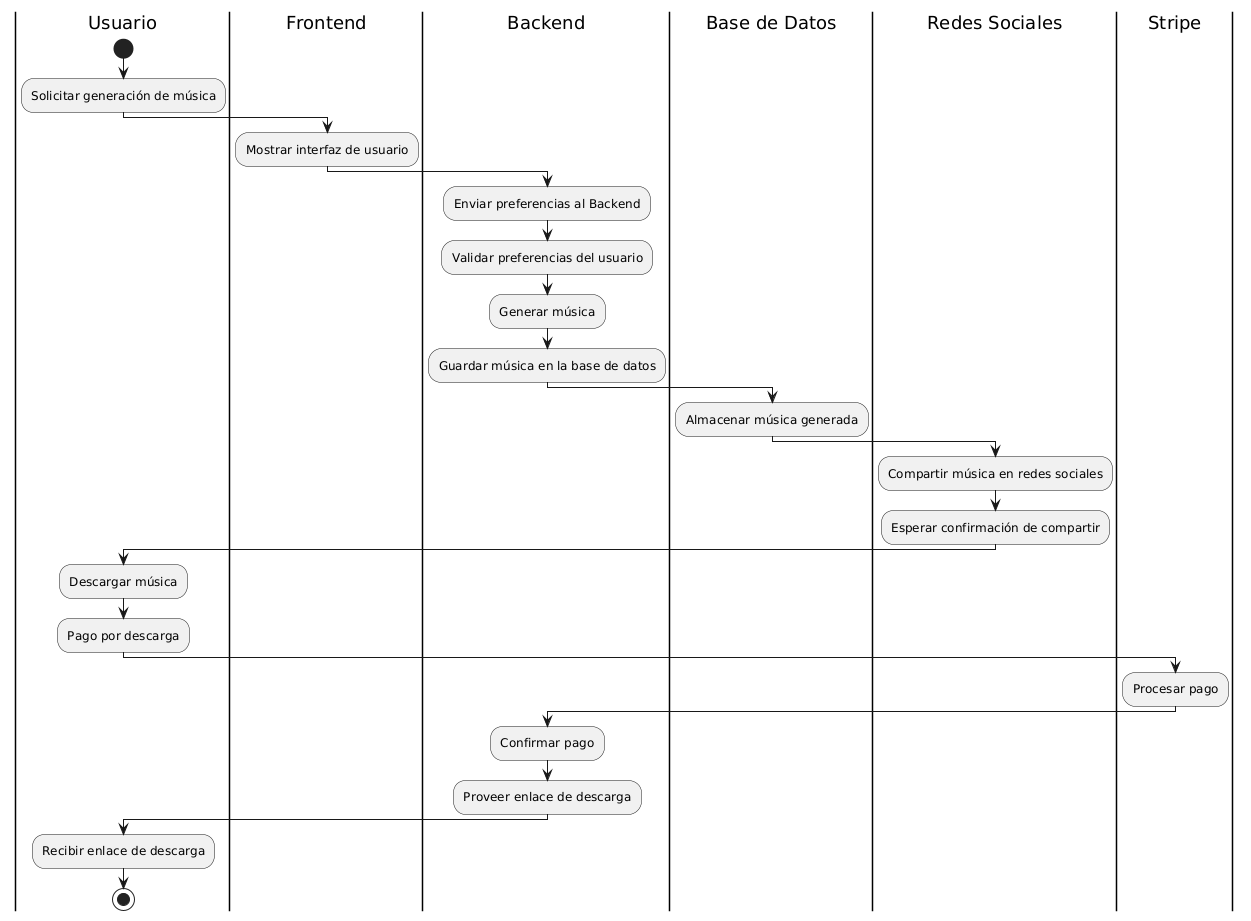 Usuario
Frontend
Backend
Base de Datos
Redes Sociales
Stripe
Solicitar generación de música
Mostrar interfaz de usuario
Enviar preferencias al Backend
Validar preferencias del usuario
Generar música
Guardar música en la base de datos
Almacenar música generada
Compartir música en redes sociales
Esperar confirmación de compartir
Descargar música
Pago por descarga
Procesar pago
Confirmar pago
Proveer enlace de descarga
Recibir enlace de descarga